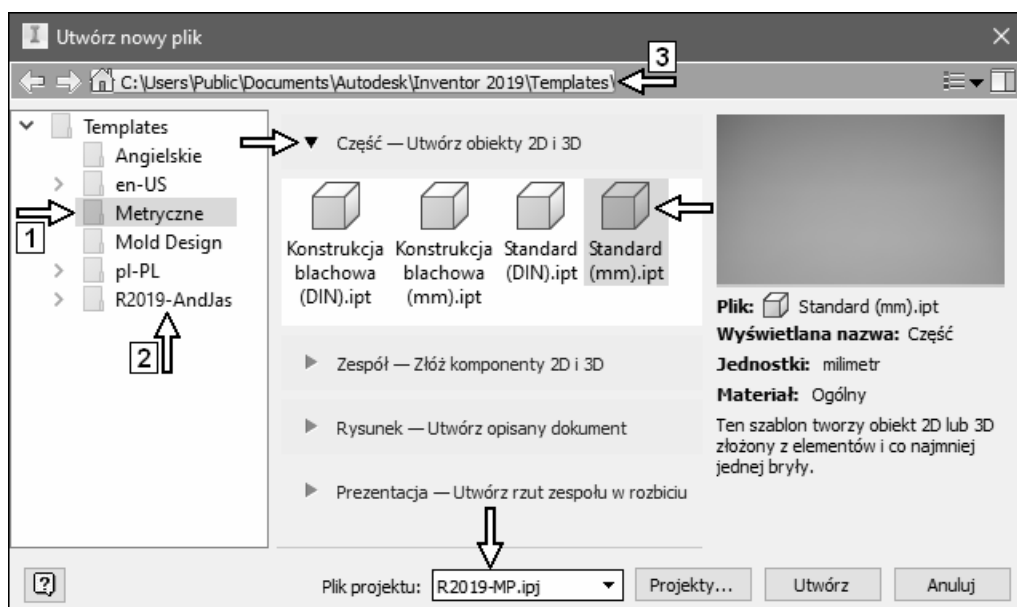 Utwórz nowy plik
3
C:\Users\Public\Documents\Autodesk\Inventor 2019\Templates\
Templates
Angielskie
en-US
Metryczne
1
Mold Design
pl-PL
R2019-AndJas
2
Część — Utwórz obiekty 2D i 3D
Konstrukcja blachowa (DIN).ipt
Konstrukcja blachowa (mm).ipt
Standard (DIN).ipt
Standard (mm).ipt
Zespół — Złóż komponenty 2D i 3D
Rysunek — Utwórz opisany dokument
Prezentacja — Utwórz rzut zespołu w rozbiciu
Plik: Standard (mm).ipt
Wyświetlana nazwa: Część
Jednostki: milimetr
Materiał: Ogólny
Ten szablon tworzy obiekt 2D lub 3D
złożony z elementów i co najmniej
jednej bryły.
Plik projektu: R2019-MP.ipj
Projekty...
Utwórz
Anuluj